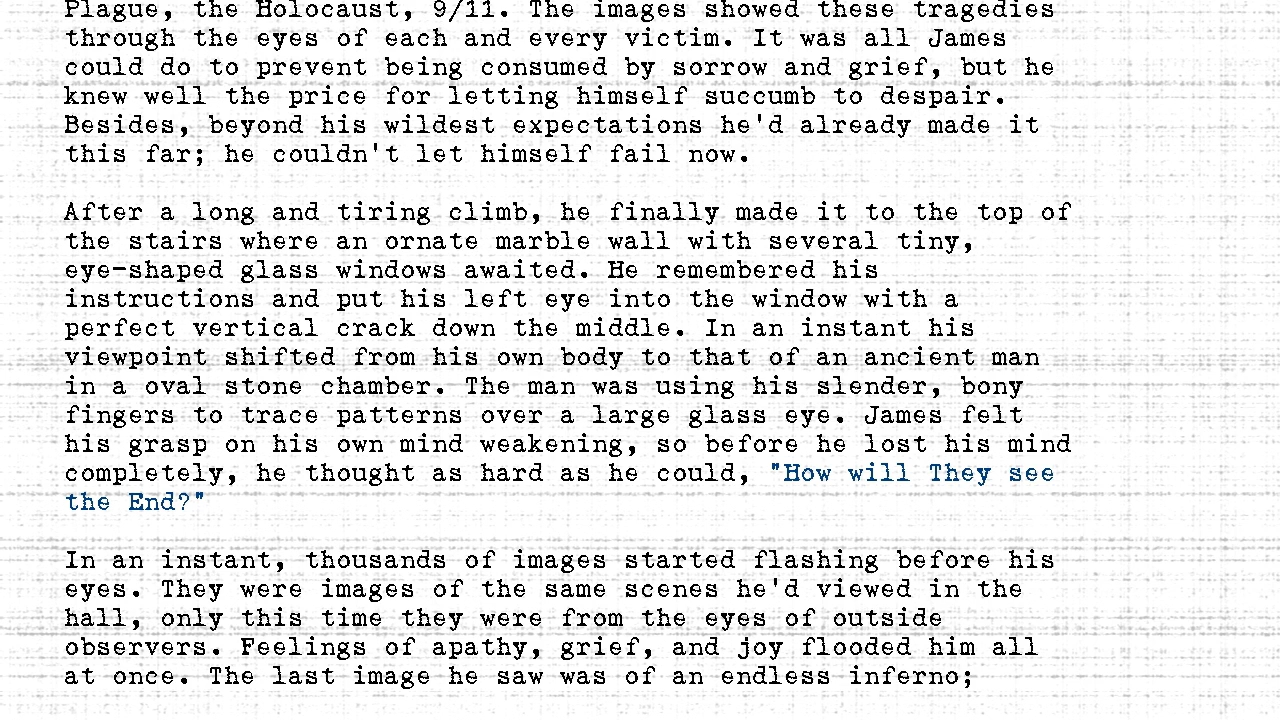 Plague, the Holocaust, 9/11. The images showed these tragedies
through the eyes of each and every victim. It was all James
could do to prevent being consumed by sorrow and grief, but he
knew well the price for letting himself succumb to despair.
Besides, beyond his wildest expectations he'd already made it
this far; he couldn't let himself fail now.
After a long and tiring climb, he finally made it to the top of
the stairs where an ornate marble wall with several tiny,
eye-shaped glass windows awaited. He remembered his
instructions and put his left eye into the window with a
perfect vertical crack down the middle. In an instant his
viewpoint shifted from his own body to that of an ancient man
in a oval stone chamber. The man was using his slender, bony
fingers to trace patterns over a large glass eye. James felt
his grasp on his own mind weakening, so before he lost his mind
completely, he thought as hard as he could, "How will They see
the End?"
In an instant, thousands of images started flashing before his
eyes. They were images of the same scenes he'd viewed in the
hall, only this time they were from the eyes of outside
observers. Feelings of apathy, grief, and joy flooded him all
at once. The last image he saw was of an endless inferno;